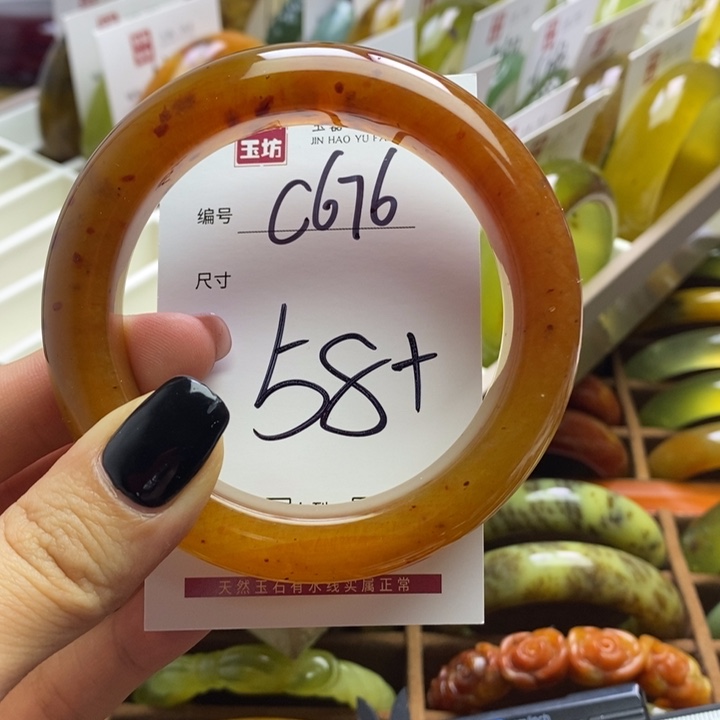 玉坊
JIN HAO YU
编号 C676
尺寸
58+
天然玉石有水线实属正常